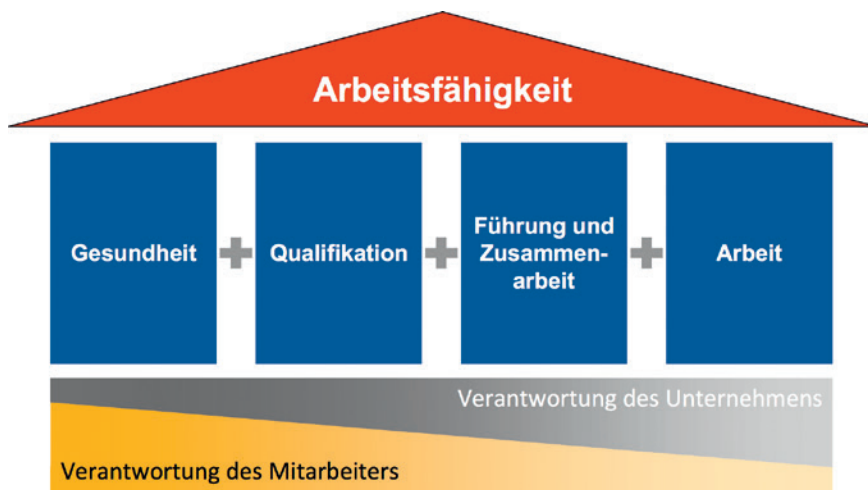 Arbeitsfähigkeit
Gesundheit
Qualifikation
Führung und
Zusammen-
arbeit
Arbeit
Verantwortung des Unternehmens
Verantwortung des Mitarbeiters